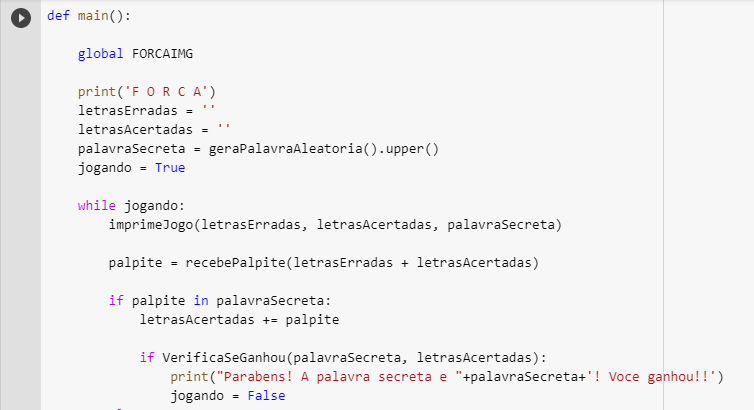 def main():
global FORCAIMG
print('F O R C A')
letrasErradas = ''
letrasAcertadas = ''
palavraSecreta = geraPalavraAleatoria().upper()
jogando = True
while jogando:
imprimeJogo(letrasErradas, letrasAcertadas, palavraSecreta)
palpite = recebePalpite(letrasErradas + letrasAcertadas)
if palpite in palavraSecreta:
letrasAcertadas += palpite
if VerificaSeGanhou(palavraSecreta, letrasAcertadas):
print("Parabens! A palavra secreta e "+palavraSecreta+'! Voce ganhou!!')
jogando = False